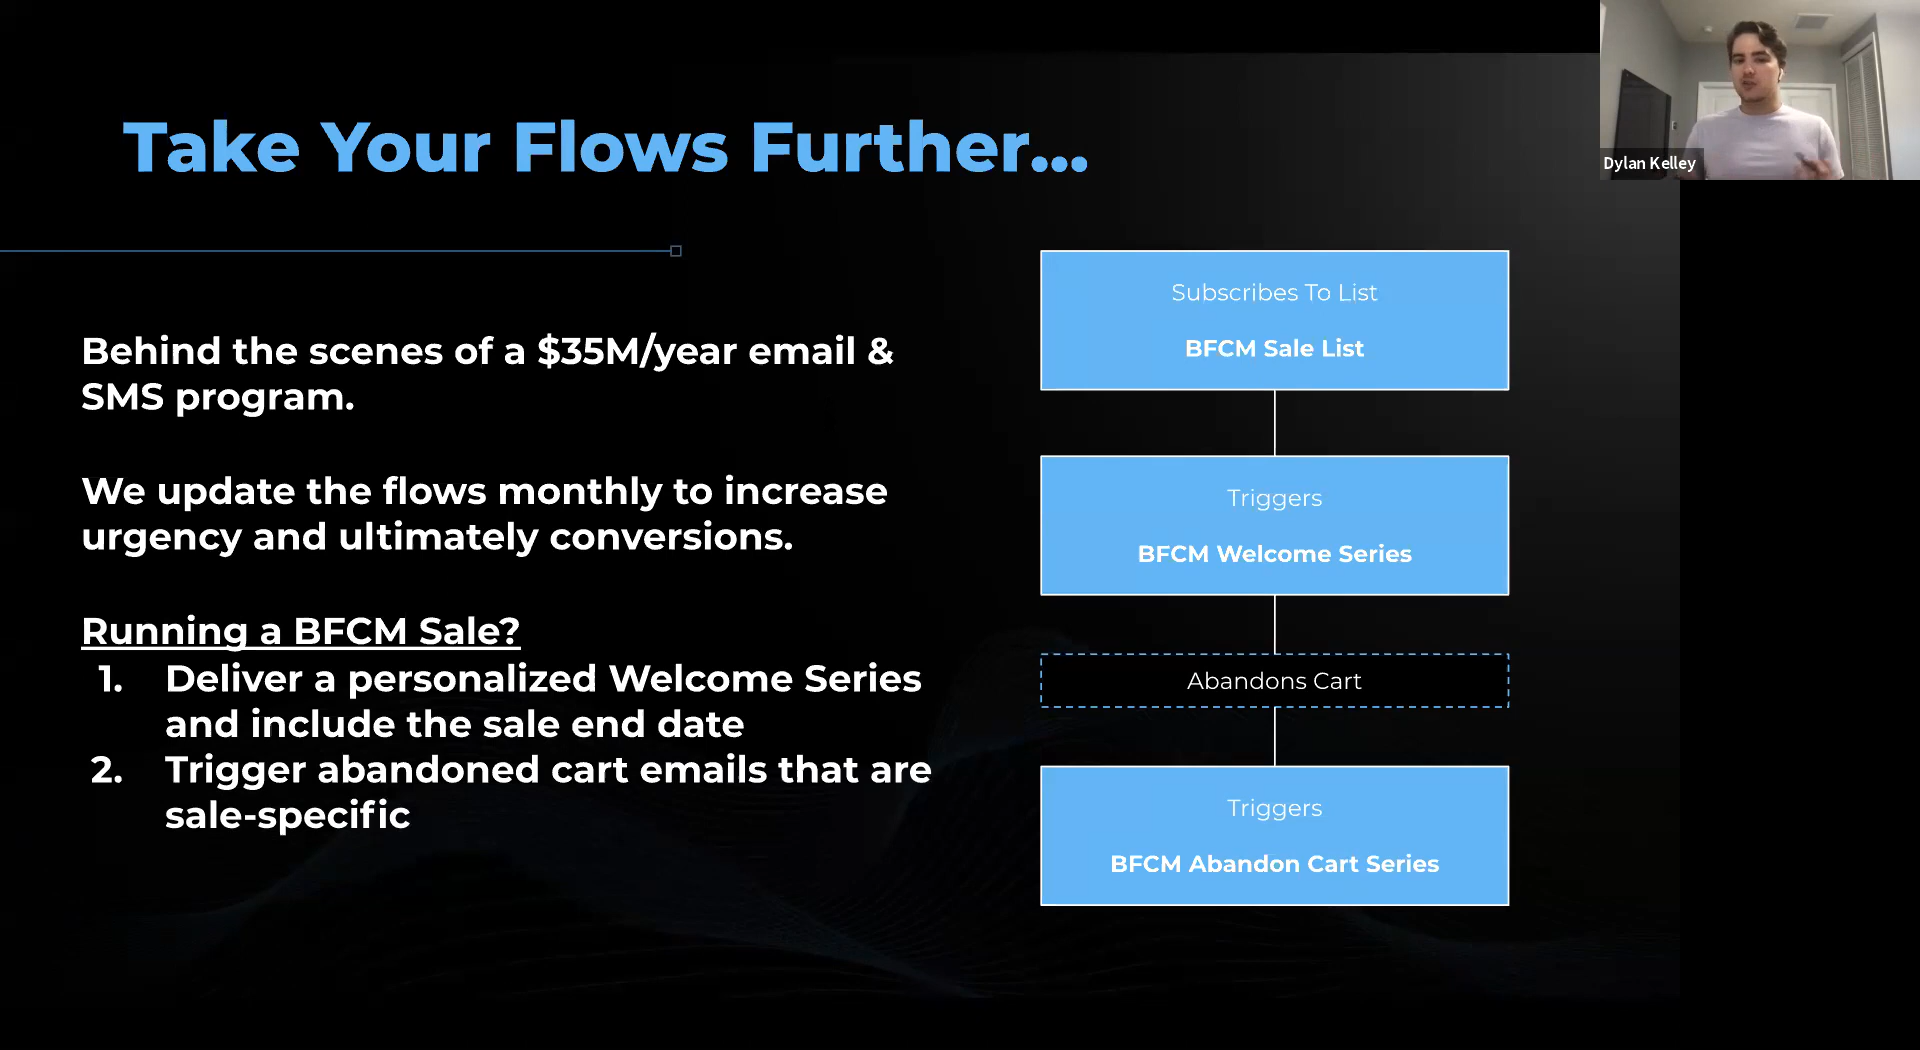 Take Your Flows Further...
Dylan Kelley
Behind the scenes of a $35M/year email &
SMS program.
We update the flows monthly to increase
urgency and ultimately conversions.
Running a BFCM Sale?
1. Deliver a personalized Welcome Series
and include the sale end date
2. Trigger abandoned cart emails that are
sale-specific
Subscribes To List
BFCM Sale List
Triggers
BFCM Welcome Series
Abandons Cart
Triggers
BFCM Abandon Cart Series